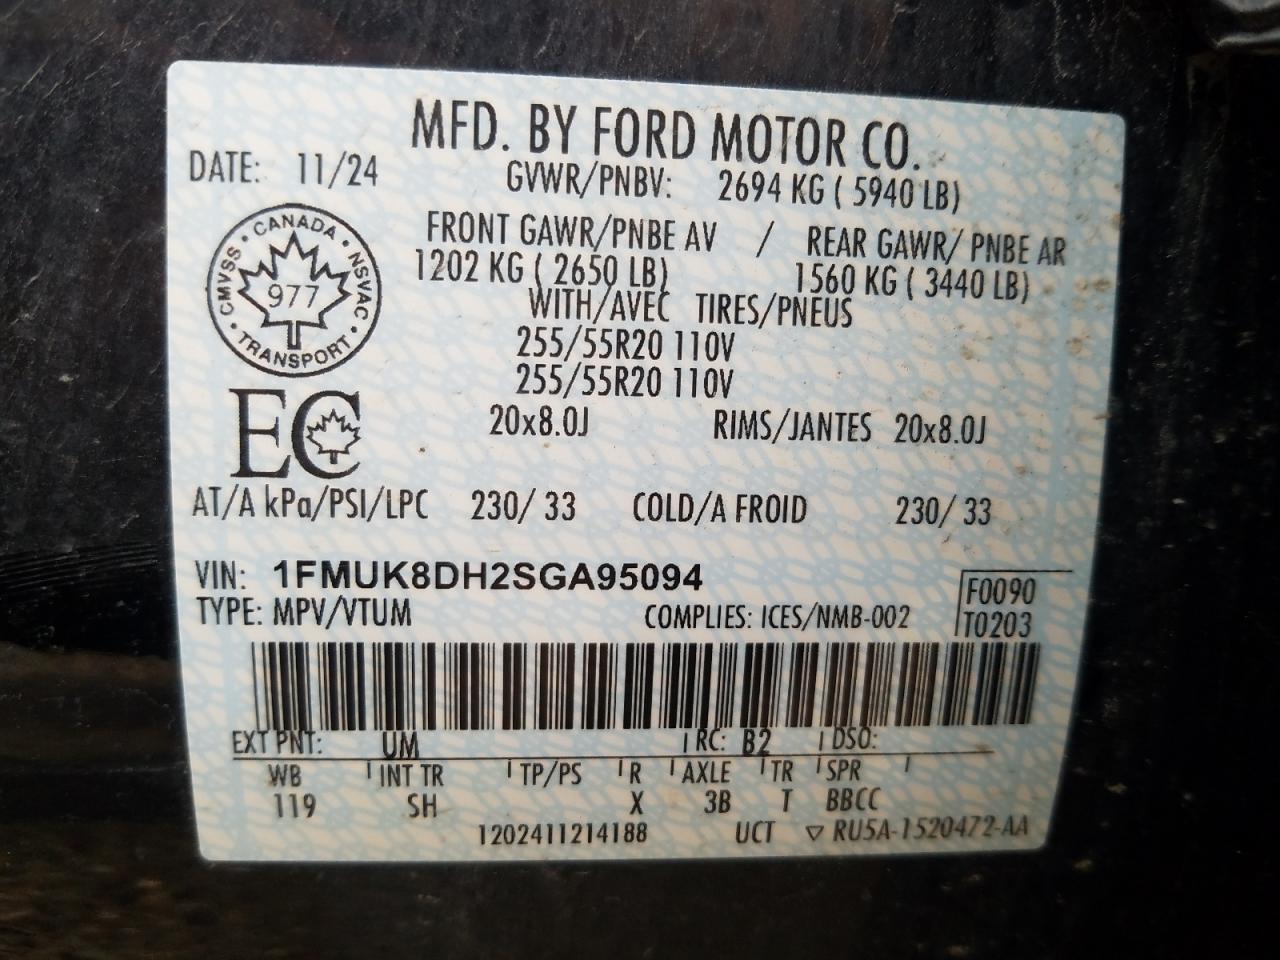 MFD. BY FORD MOTOR CO.
DATE: 11/24 GVWR/PNBV: 2694 KG ( 5940 LB)
FRONT GAWR/PNBE AV / REAR GAWR/ PNBE AR
1202 KG ( 2650 LB) 1560 KG ( 3440 LB)
WITH/AVEC TIRES/PNEUS
255/55R20 110V
255/55R20 110V
20x8.0J RIMS/JANTES 20x8.0J
CANADA • NSVAC • TRANSPORT • CMVSS •
977
EC
AT/A kPa/PSI/LPC 230/ 33 COLD/A FROID 230/ 33
VIN: 1FMUK8DH2SGA95094
TYPE: MPV/VTUM COMPLIES: ICES/NMB-002
F0090
T0203
EXT PNT: UM RC: B2 DSO:
WB INT TR TP/PS R AXLE TR SPR
119 SH X 3B T BBCC
1202411214188 UCT ▽ RU5A-1520472-AA